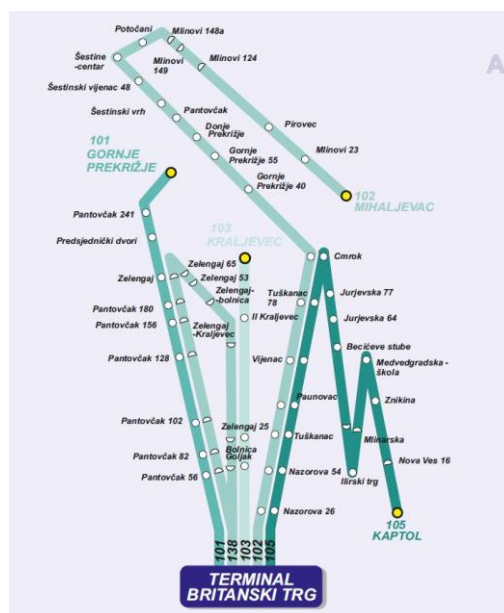 A
Potočani
Mlinovi 148a
Šestine
-centar
Mlinovi
149
Mlinovi 124
Šestinski vijenac 48
Šestinski vrh
Pantovčak
Donje
Prekrižje
Pirovec
Gornje
Prekrižje 55
Mlinovi 23
Gornje
Prekrižje 40
101
GORNJE
PREKRIŽJE
102
MIHALJEVAC
Pantovčak 241
Predsjednički dvori
103
KRALJEVEC
Zelengaj
Zelengaj 65
Zelengaj 53
Zelengaj-
-bolnica
Cmrok
Tuškanac
78
Jurjevska 77
Pantovčak 180
Pantovčak 156
Zelengaj
-Kraljevec
II Kraljevec
Jurjevska 64
Pantovčak 128
Vijenac
Bećićeve stube
Medvedgradska -
škola
Paunovac
Znikina
Pantovčak 102
Zelengaj 25
Tuškanac
Mlinarska
Pantovčak 82
Bolnica
Goljak
Pantovčak 56
Nazorova 54
Ilirski trg
Nova Ves 16
Nazorova 26
105
KAPTOL
101
138
103
102
105
TERMINAL
BRITANSKI TRG